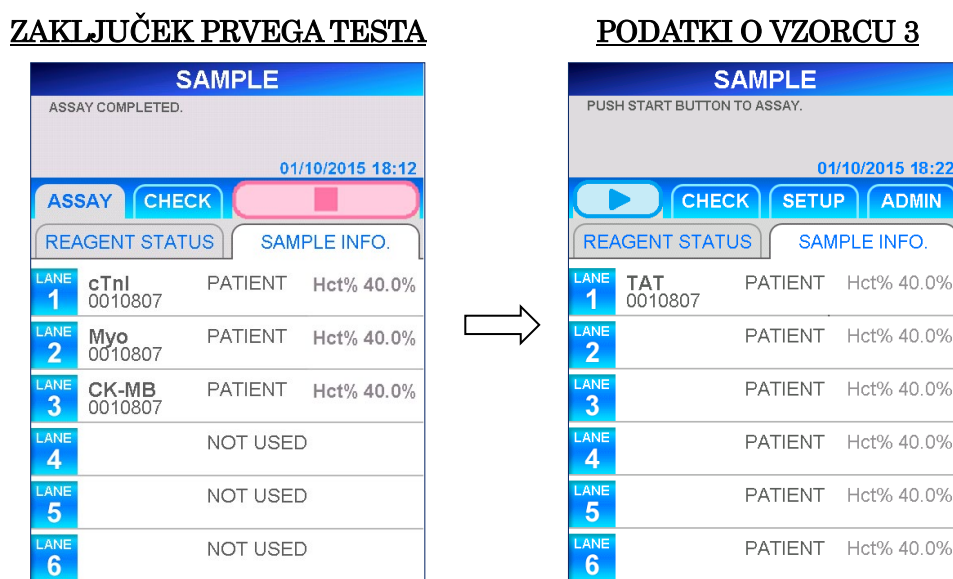 ZAKLJUČEK PRVEGA TESTA
SAMPLE
ASSAY COMPLETED.
01/10/2015 18:12
ASSAY CHECK
REAGENT STATUS SAMPLE INFO.
LANE 1 cTnI PATIENT Hct% 40.0%
0010807
LANE 2 Myo PATIENT Hct% 40.0%
0010807
LANE 3 CK-MB PATIENT Hct% 40.0%
0010807
LANE 4 NOT USED
LANE 5 NOT USED
LANE 6 NOT USED
PODATKI O VZORCU 3
SAMPLE
PUSH START BUTTON TO ASSAY.
01/10/2015 18:22
CHECK SETUP ADMIN
REAGENT STATUS SAMPLE INFO.
LANE 1 TAT PATIENT Hct% 40.0%
0010807
LANE 2 PATIENT Hct% 40.0%
LANE 3 PATIENT Hct% 40.0%
LANE 4 PATIENT Hct% 40.0%
LANE 5 PATIENT Hct% 40.0%
LANE 6 PATIENT Hct% 40.0%